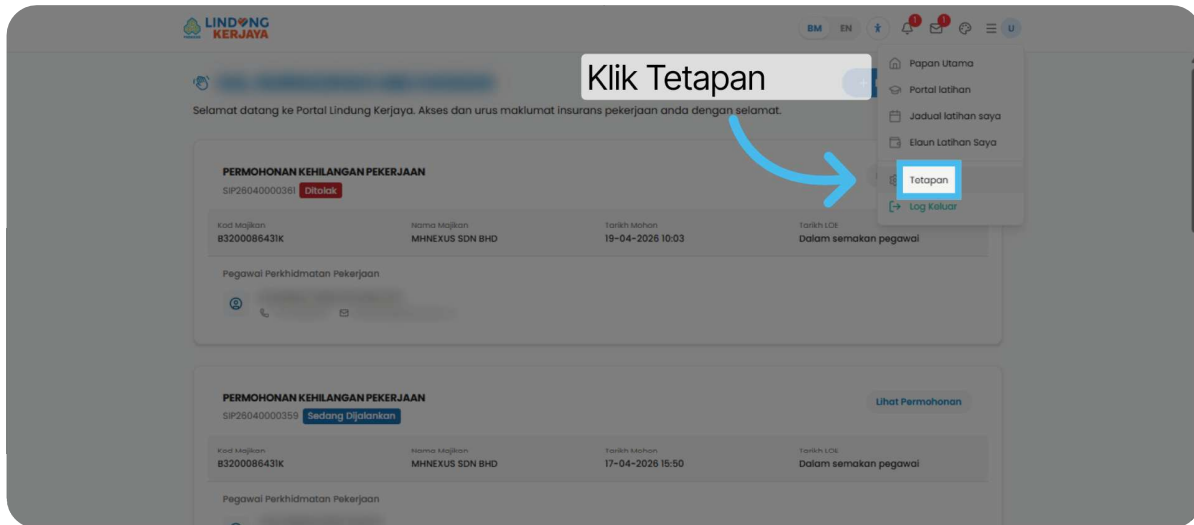 LINDUNG
KERJAYA
BM EN
U
Klik Tetapan
Papan Utama
Portal latihan
Jadual latihan saya
Elaun Latihan Saya
Tetapan
Log Keluar
Selamat datang ke Portal Lindung Kerjaya. Akses dan urus maklumat insurans pekerjaan anda dengan selamat.
PERMOHONAN KEHILANGAN PEKERJAAN
SIP26040000361 Ditolak
Kod Majikan Nama Majikan Tarikh Mohon Tarikh LOE
B3200086431K MHNEXUS SDN BHD 19-04-2026 10:03 Dalam semakan pegawai
Pegawai Perkhidmatan Pekerjaan
PERMOHONAN KEHILANGAN PEKERJAAN
SIP26040000359 Sedang Dijalankan
Lihat Permohonan
Kod Majikan Nama Majikan Tarikh Mohon Tarikh LOE
B3200086431K MHNEXUS SDN BHD 17-04-2026 15:50 Dalam semakan pegawai
Pegawai Perkhidmatan Pekerjaan